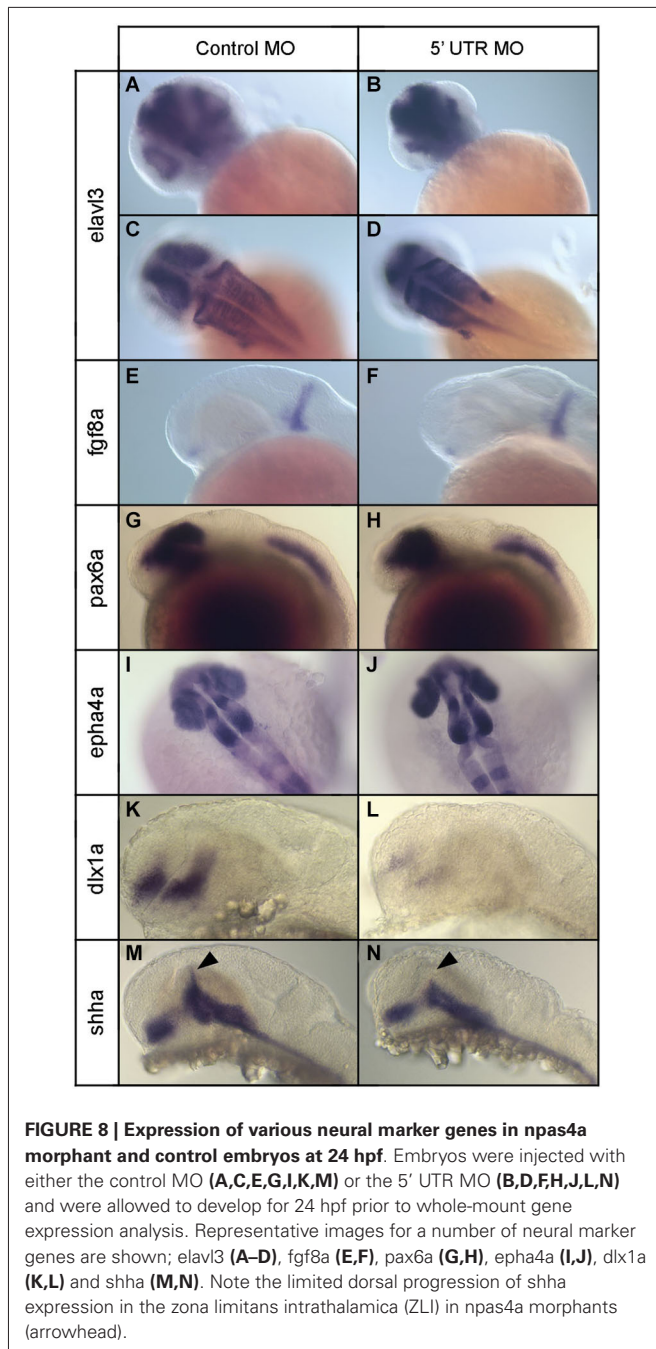 Control MO
5' UTR MO
elavl3
A
B
C
D
fgf8a
E
F
pax6a
G
H
epha4a
I
J
dlx1a
K
L
shha
M
N
FIGURE 8 | Expression of various neural marker genes in npas4a
morphant and control embryos at 24 hpf. Embryos were injected with
either the control MO (A,C,E,G,I,K,M) or the 5' UTR MO (B,D,F,H,J,L,N)
and were allowed to develop for 24 hpf prior to whole-mount gene
expression analysis. Representative images for a number of neural marker
genes are shown; elavl3 (A–D), fgf8a (E,F), pax6a (G,H), epha4a (I,J), dlx1a
(K,L) and shha (M,N). Note the limited dorsal progression of shha
expression in the zona limitans intrathalamica (ZLI) in npas4a morphants
(arrowhead).